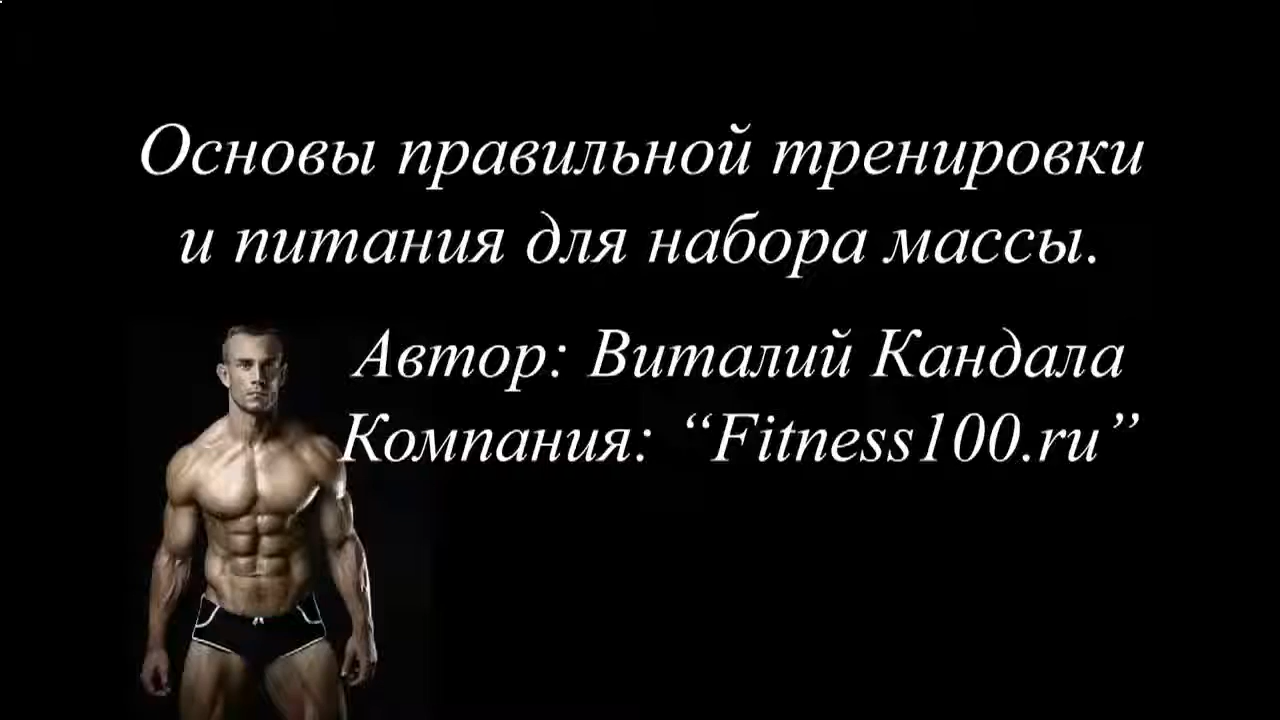 Основы правильной тренировки
и питания для набора массы.
Автор: Виталий Кандала
Компания: “Fitness100.ru”